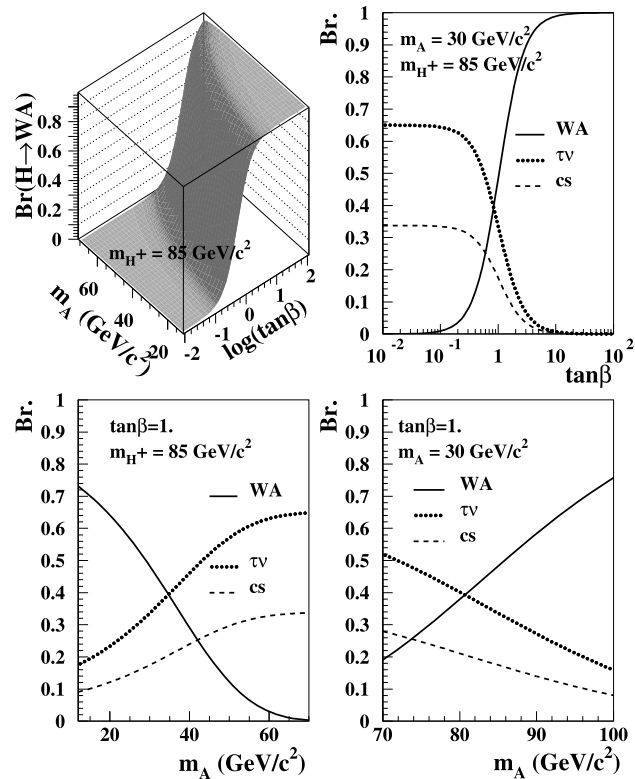 Br(H→WA)
0.8
0.6
0.4
0.2
0
m_H+ = 85 GeV/c²
60
40
20
m_A (GeV/c²)
-2
-1
0
1
2
log(tanβ)
Br.
1
0.9
0.8
0.7
0.6
0.5
0.4
0.3
0.2
0.1
0
m_A = 30 GeV/c²
m_H+ = 85 GeV/c²
WA
τν
cs
10⁻²
10⁻¹
1
10
10²
tanβ
Br.
1
0.9
0.8
0.7
0.6
0.5
0.4
0.3
0.2
0.1
0
tanβ=1.
m_H+ = 85 GeV/c²
WA
τν
cs
20
40
60
m_A (GeV/c²)
Br.
1
0.9
0.8
0.7
0.6
0.5
0.4
0.3
0.2
0.1
0
tanβ=1.
m_A = 30 GeV/c²
WA
τν
cs
70
80
90
100
m_A (GeV/c²)